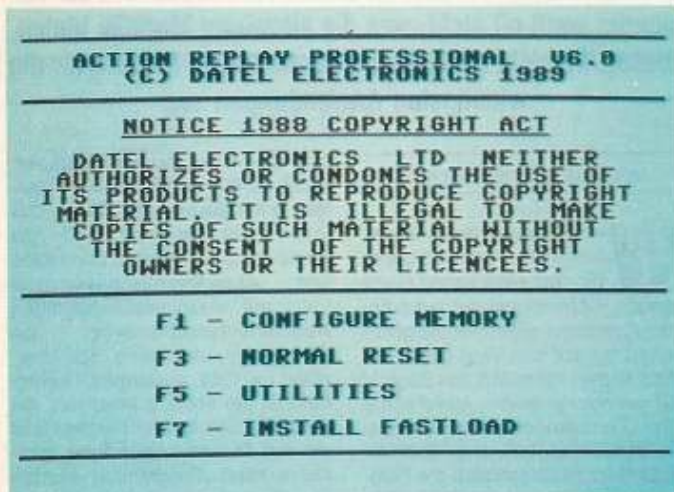 ACTION REPLAY PROFESSIONAL V6.0
(C) DATEL ELECTRONICS 1989
NOTICE 1988 COPYRIGHT ACT
DATEL ELECTRONICS LTD NEITHER
AUTHORIZES OR CONDONES THE USE OF
ITS PRODUCTS TO REPRODUCE COPYRIGHT
MATERIAL. IT IS ILLEGAL TO MAKE
COPIES OF SUCH MATERIAL WITHOUT
THE CONSENT OF THE COPYRIGHT
OWNERS OR THEIR LICENCEES.
F1 - CONFIGURE MEMORY
F3 - NORMAL RESET
F5 - UTILITIES
F7 - INSTALL FASTLOAD